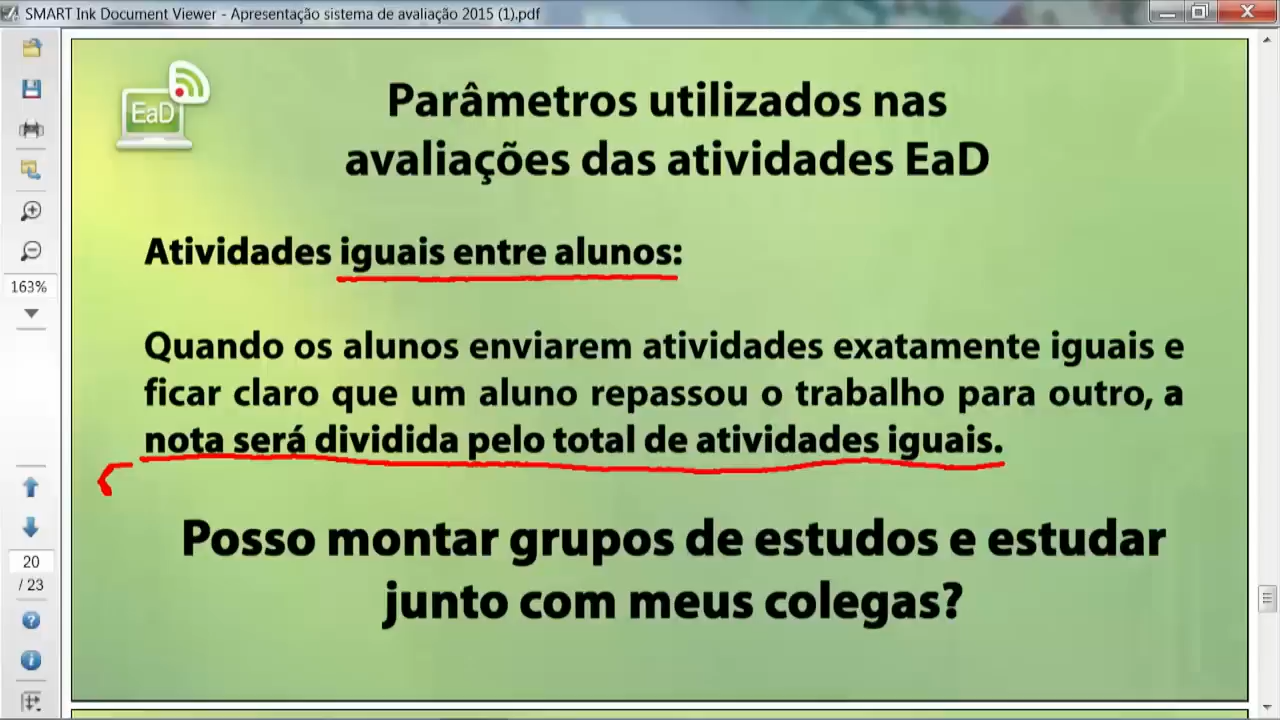 SMART Ink Document Viewer - Apresentação sistema de avaliação 2015 (1).pdf
EaD
Parâmetros utilizados nas
avaliações das atividades EaD
Atividades iguais entre alunos:
163%
Quando os alunos enviarem atividades exatamente iguais e
ficar claro que um aluno repassou o trabalho para outro, a
nota será dividida pelo total de atividades iguais.
Posso montar grupos de estudos e estudar
junto com meus colegas?
20
/ 23